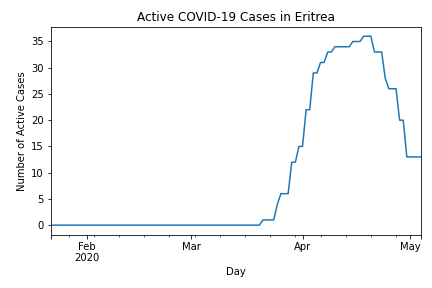 Active COVID-19 Cases in Eritrea
Number of Active Cases
35
30
25
20
15
10
5
0
Feb
2020
Mar
Apr
May
Day